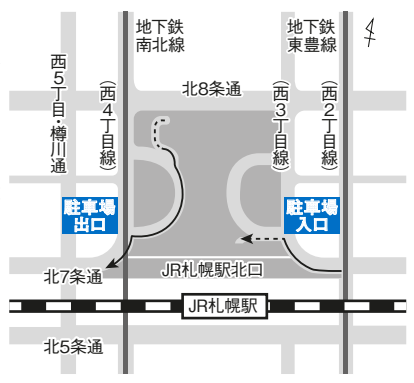 地下鉄
南北線
地下鉄
東豊線
西5丁目・樽川通
(西4丁目線)
北8条通
(西3丁目線)
(西2丁目線)
駐車場
出口
駐車場
入口
北7条通
JR札幌駅北口
JR札幌駅
北5条通